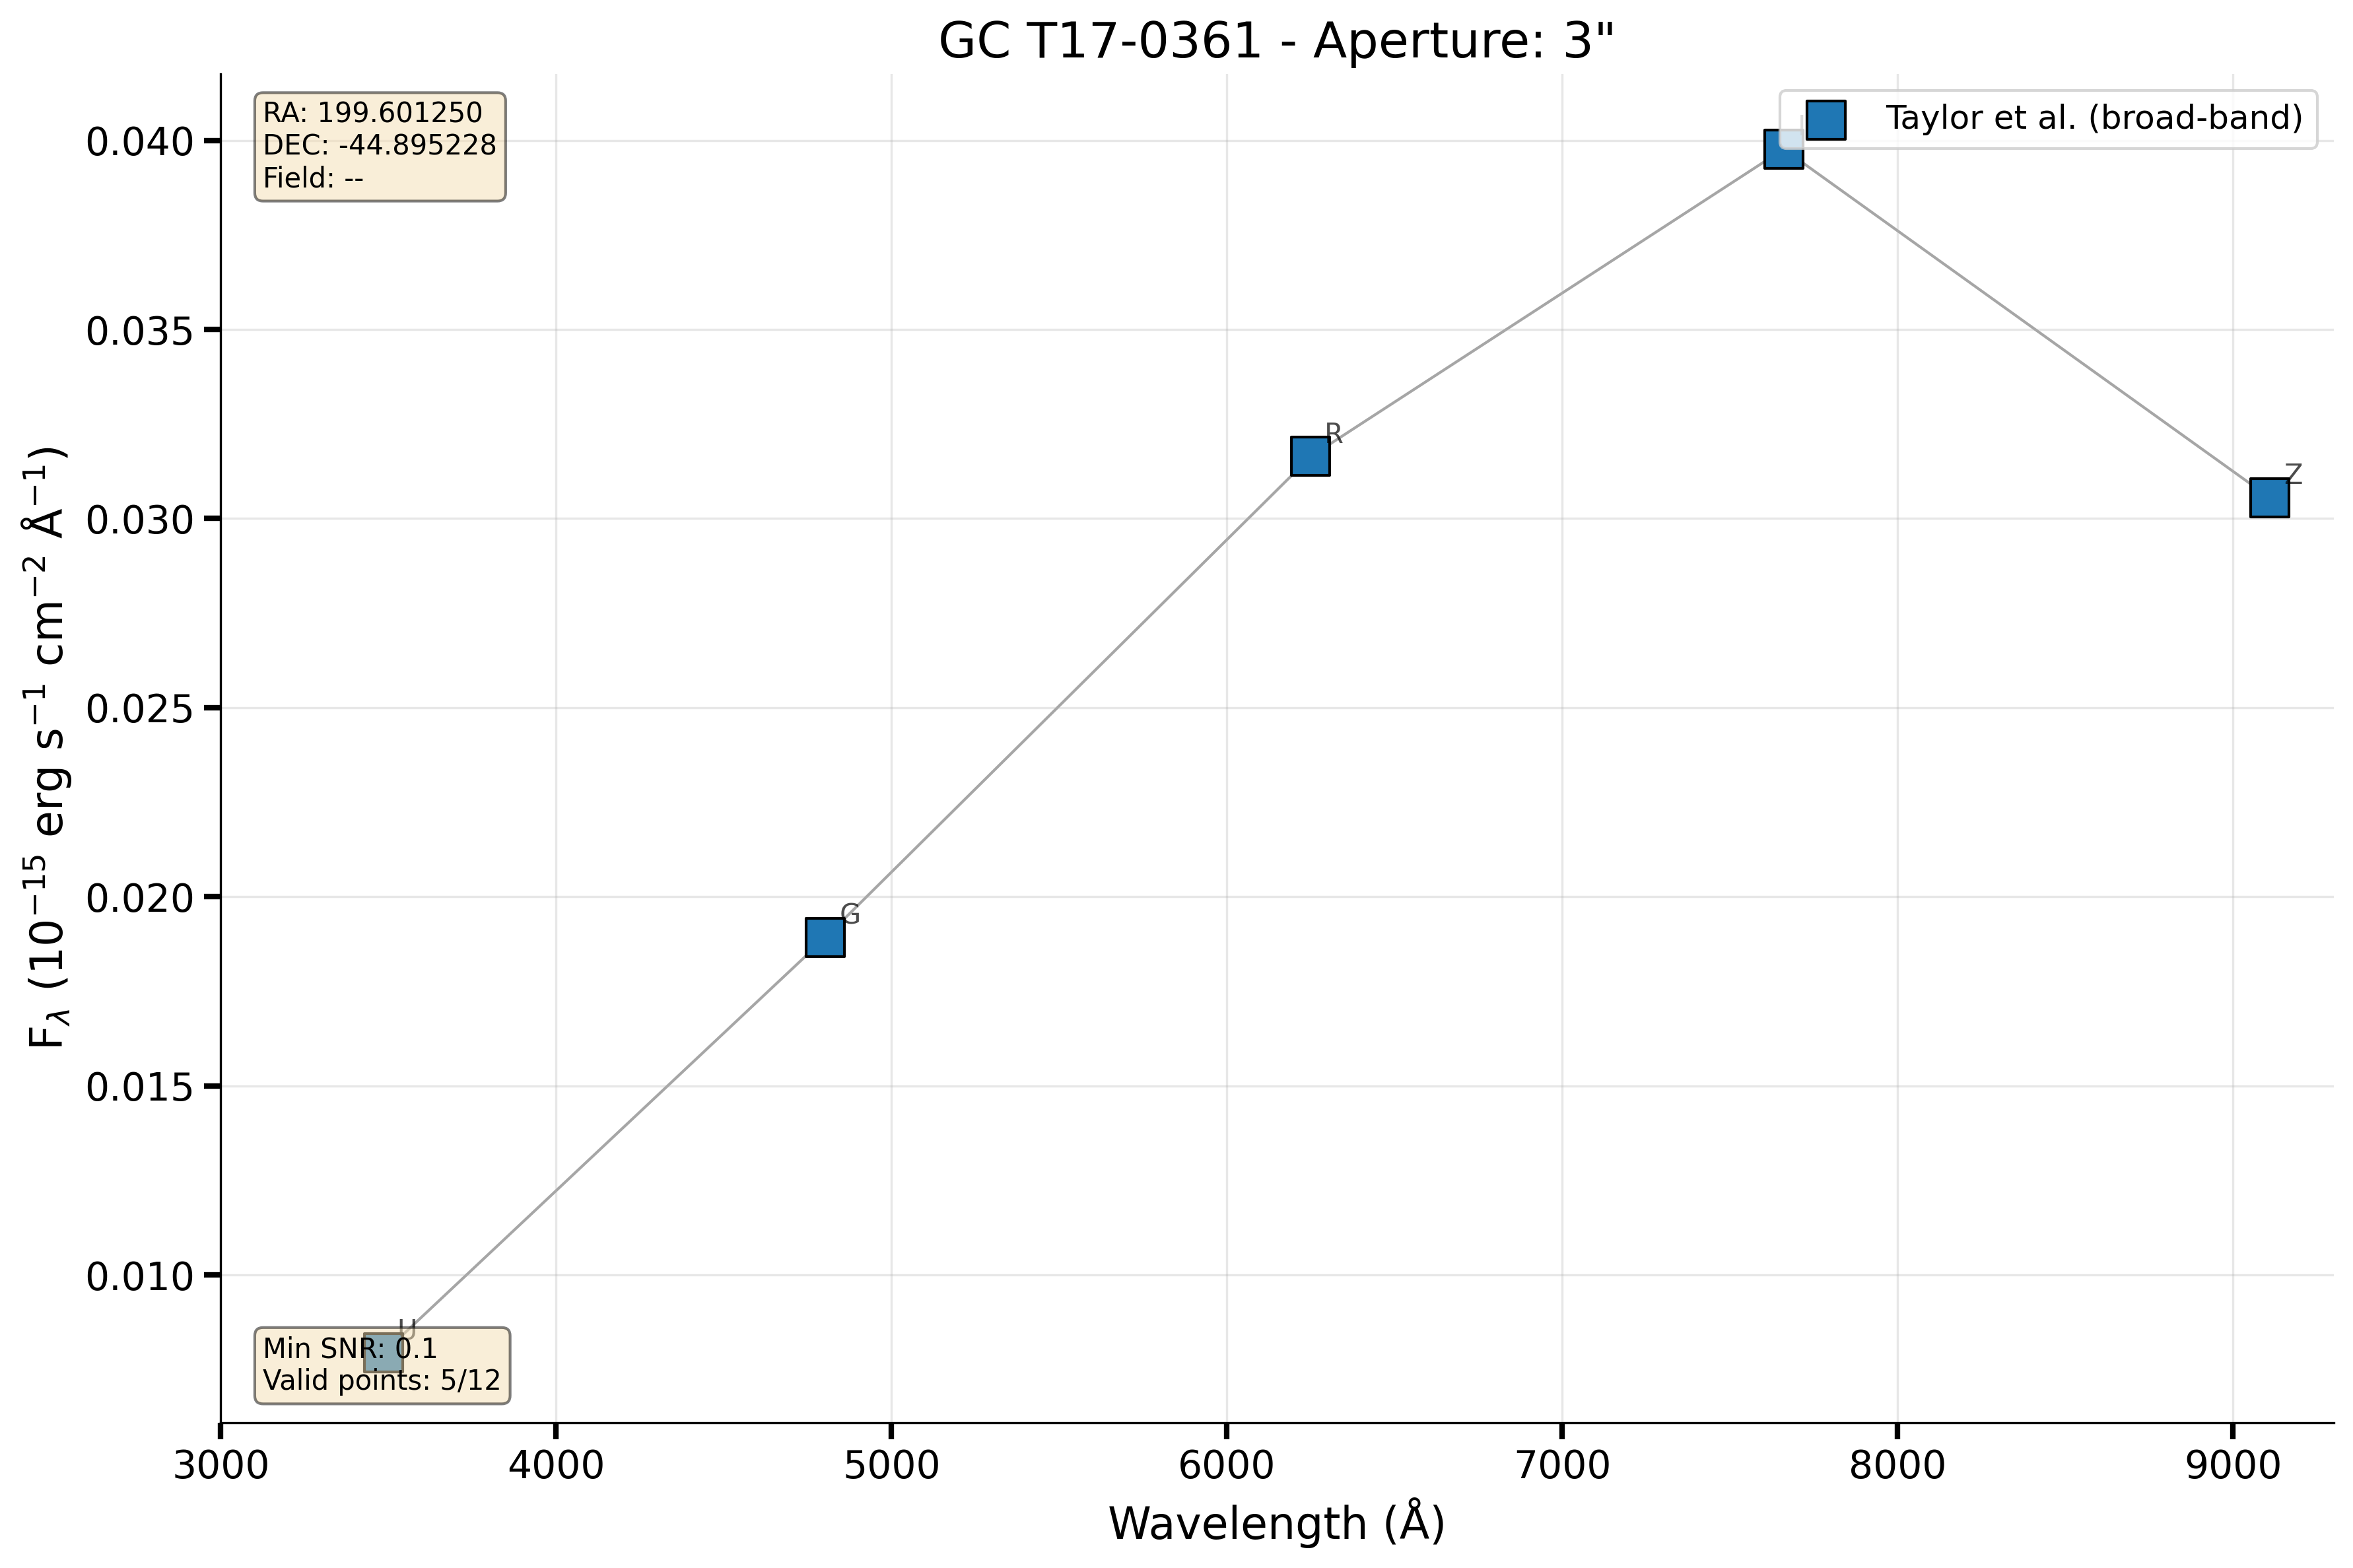 GC T17-0361 - Aperture: 3"
RA: 199.601250
DEC: -44.895228
Field: --
Taylor et al. (broad-band)
I
R
Z
G
U
Min SNR: 0.1
Valid points: 5/12
0.040
0.035
0.030
0.025
0.020
0.015
0.010
F_λ (10⁻¹⁵ erg s⁻¹ cm⁻² Å⁻¹)
3000 4000 5000 6000 7000 8000 9000
Wavelength (Å)